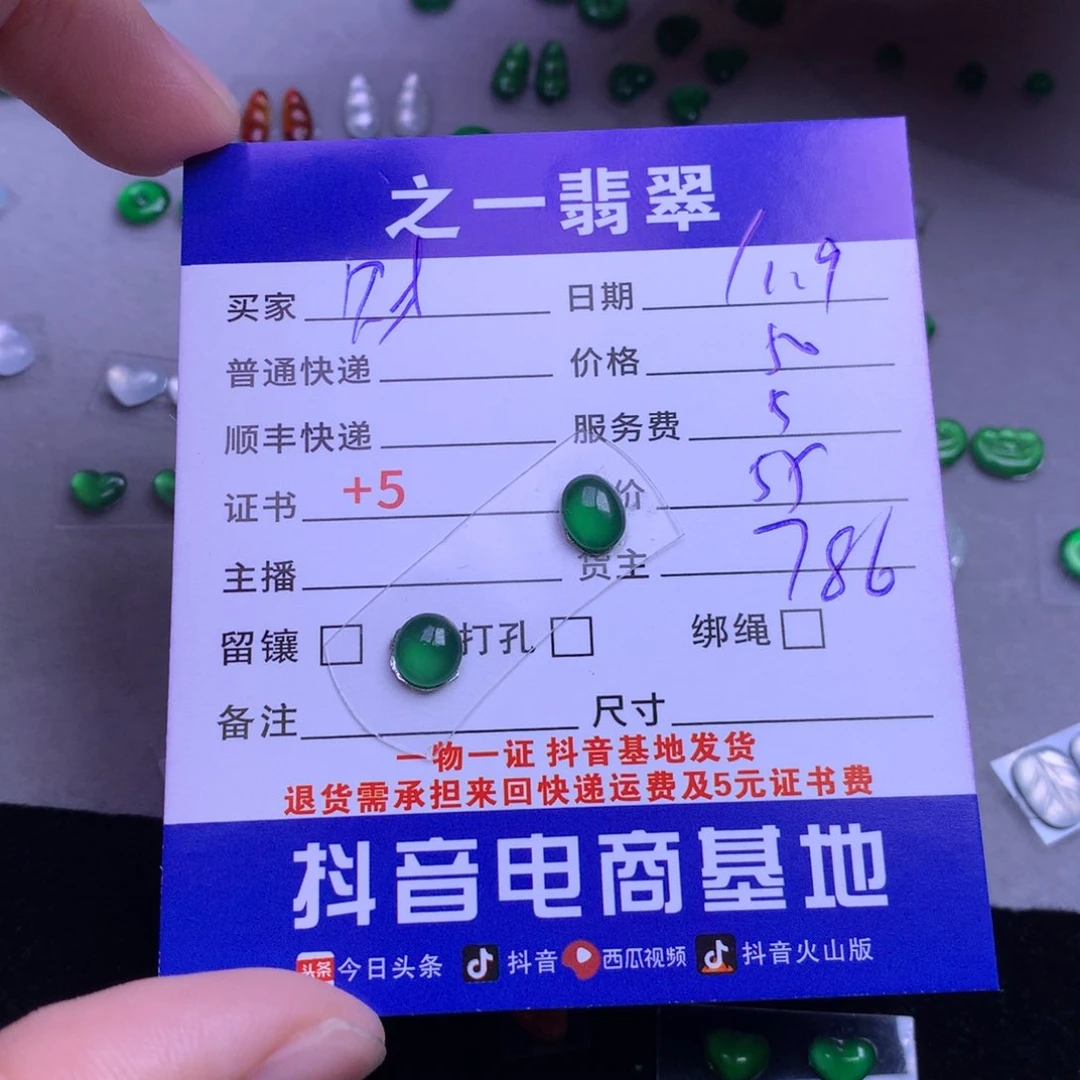 之一翡翠
买家 日期
普通快递 价格 50
顺丰快递 服务费 5
证书 +5 价
主播 货主 786
留镶 打孔 绑绳
备注 尺寸
一物一证 抖音基地发货
退货需承担来回快递运费及5元证书费
抖音电商基地
头条 今日头条 抖音 西瓜视频 抖音火山版